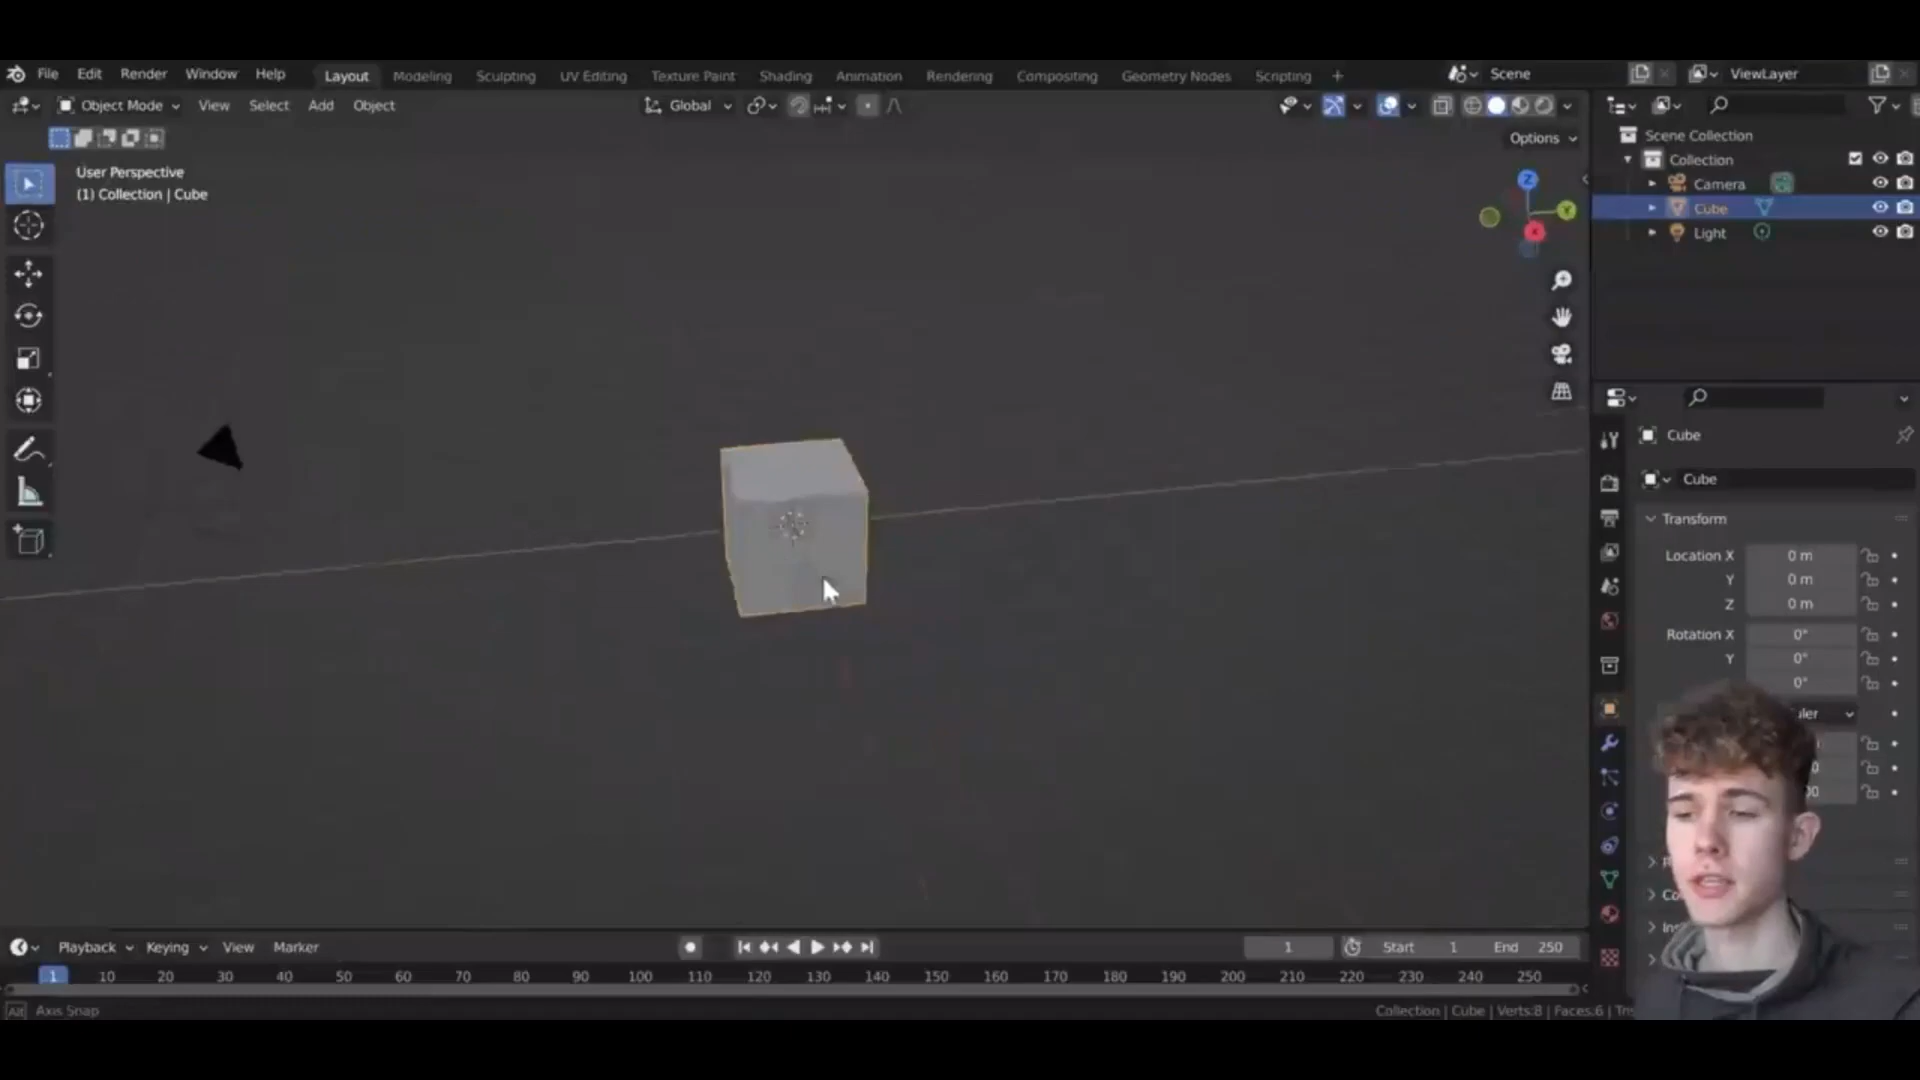 File Edit Render Window Help Layout Modeling Sculpting UV Editing Texture Paint Shading Animation Rendering Compositing Geometry Nodes Scripting + Scene ViewLayer
Object Mode View Select Add Object Global
Options
User Perspective
(1) Collection | Cube
Scene Collection
Collection
Camera
Cube
Light
Cube
Cube
Transform
Location X 0 m
Y 0 m
Z 0 m
Rotation X 0°
Y 0°
0°
Playback Keying View Marker 1 Start 1 End 250
1 10 20 30 40 50 60 70 80 90 100 110 120 130 140 150 160 170 180 190 200 210 220 230 240 250
Alt Axis Snap Collection | Cube | Verts:8 | Faces:6 |